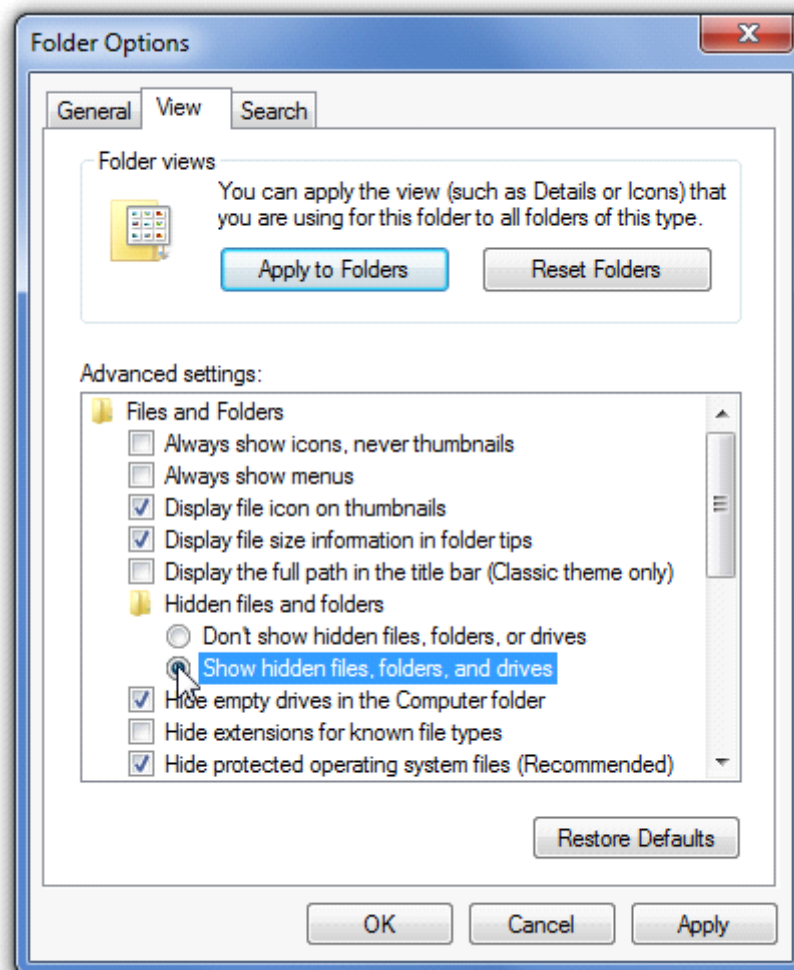 Folder Options
General
View
Search
Folder views
You can apply the view (such as Details or Icons) that
you are using for this folder to all folders of this type.
Apply to Folders
Reset Folders
Advanced settings:
Files and Folders
Always show icons, never thumbnails
Always show menus
Display file icon on thumbnails
Display file size information in folder tips
Display the full path in the title bar (Classic theme only)
Hidden files and folders
Don't show hidden files, folders, or drives
Show hidden files, folders, and drives
Hide empty drives in the Computer folder
Hide extensions for known file types
Hide protected operating system files (Recommended)
Restore Defaults
OK
Cancel
Apply